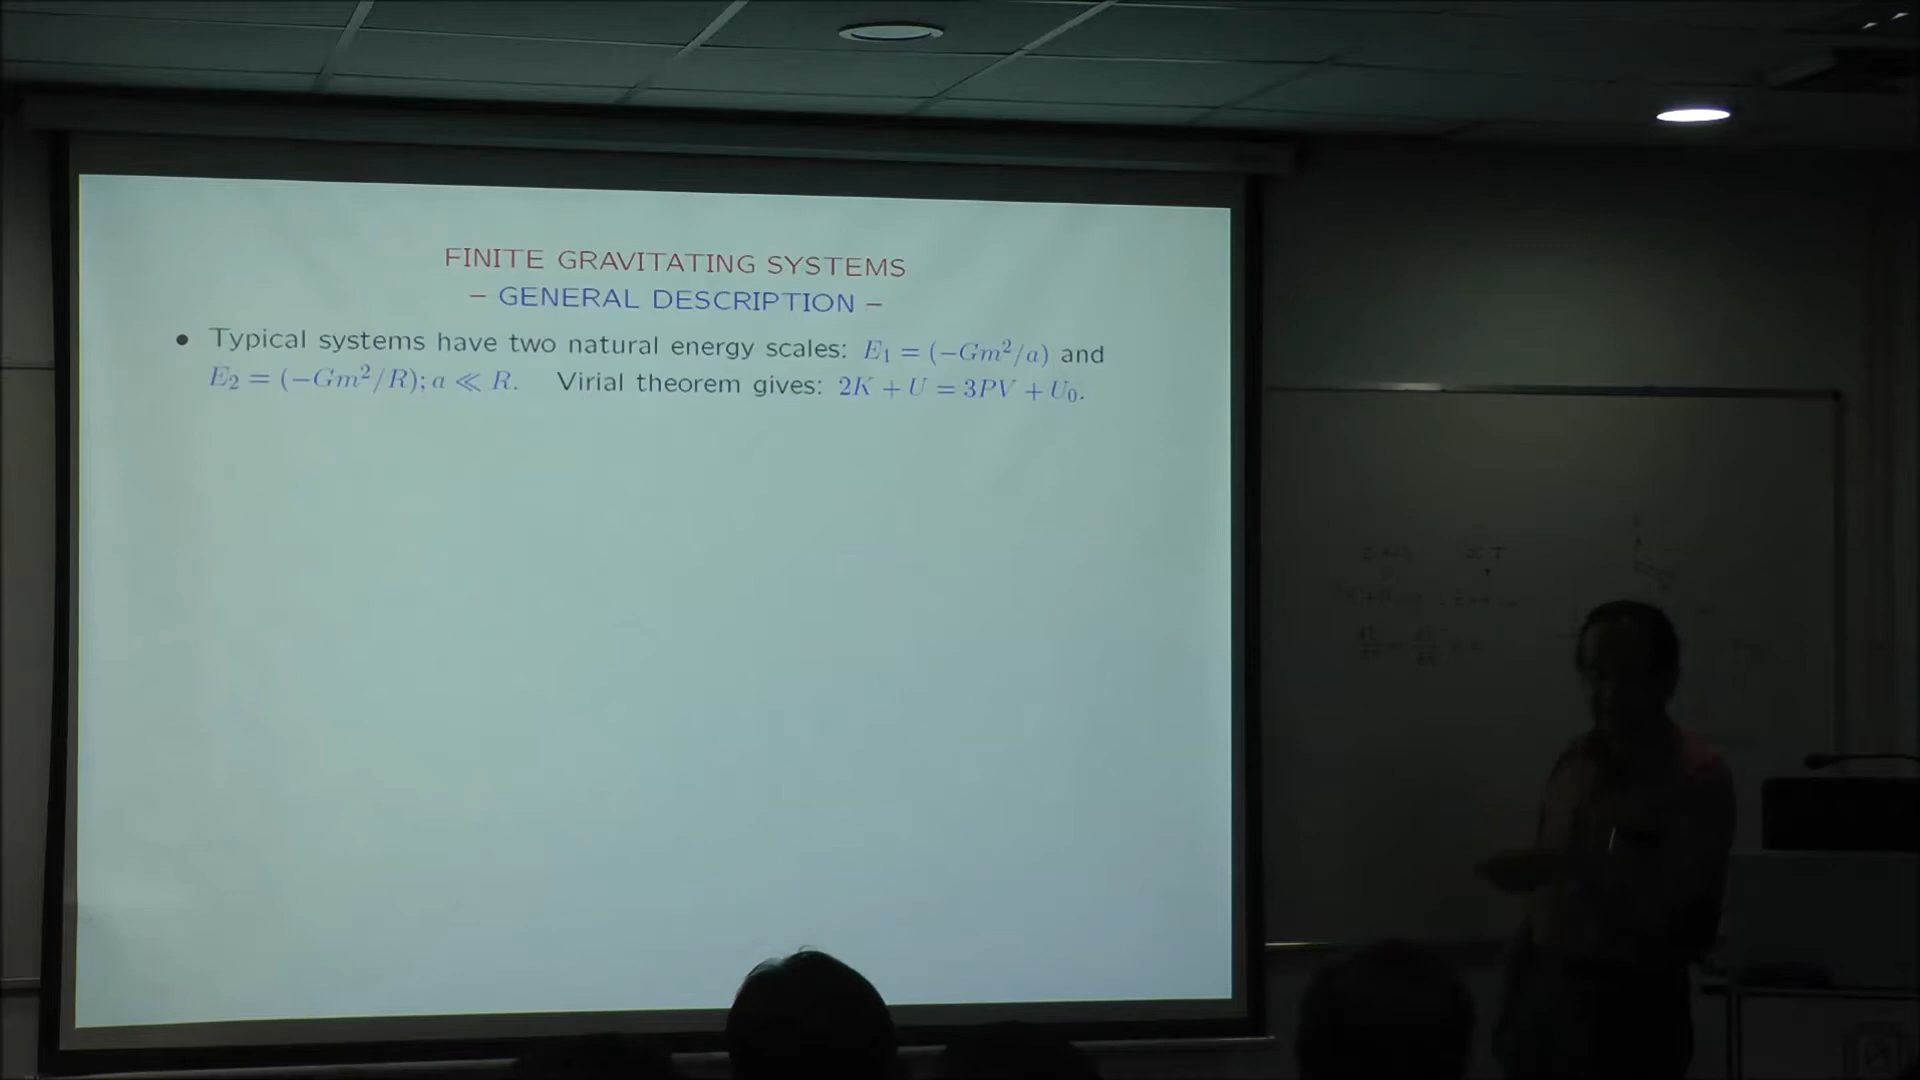 FINITE GRAVITATING SYSTEMS
– GENERAL DESCRIPTION –
• Typical systems have two natural energy scales: E₁ = (−Gm²/a) and
E₂ = (−Gm²/R); a ≪ R. Virial theorem gives: 2K + U = 3PV + U₀.